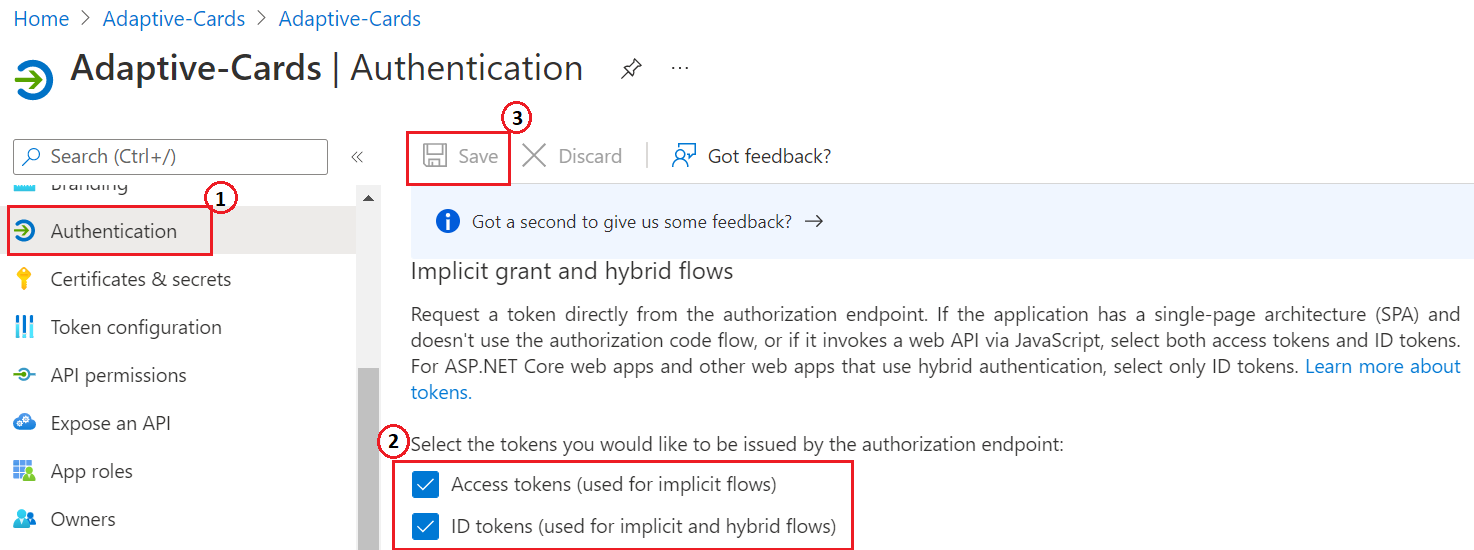 Home > Adaptive-Cards > Adaptive-Cards
Adaptive-Cards | Authentication
...
3
Search (Ctrl+/)
«
Save
Discard
Got feedback?
Branding
1
Authentication
Got a second to give us some feedback? →
Certificates & secrets
Token configuration
API permissions
Expose an API
App roles
Owners
Implicit grant and hybrid flows
Request a token directly from the authorization endpoint. If the application has a single-page architecture (SPA) and
doesn't use the authorization code flow, or if it invokes a web API via JavaScript, select both access tokens and ID tokens.
For ASP.NET Core web apps and other web apps that use hybrid authentication, select only ID tokens. Learn more about
tokens.
2
Select the tokens you would like to be issued by the authorization endpoint:
Access tokens (used for implicit flows)
ID tokens (used for implicit and hybrid flows)